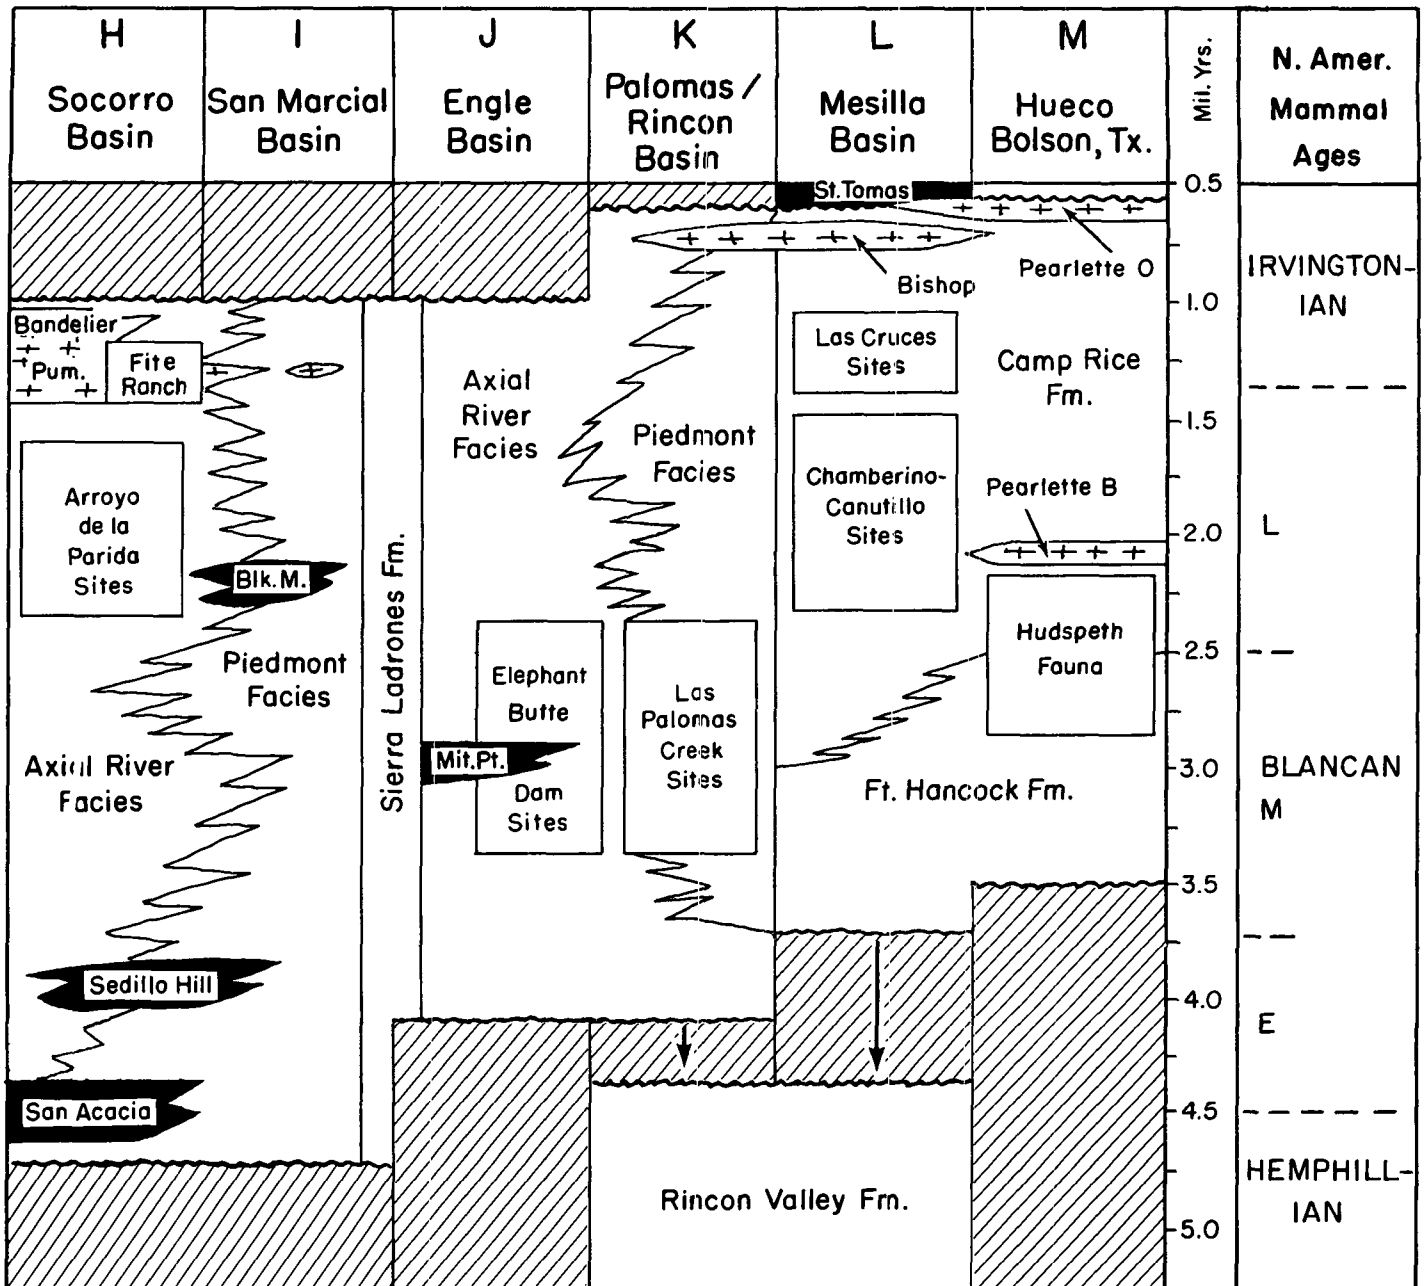 H
I
J
K
L
M
Socorro
Basin
San Marcial
Basin
Engle
Basin
Palomas /
Rincon
Basin
Mesilla
Basin
Hueco
Bolson, Tx.
Mil. Yrs.
N. Amer.
Mammal
Ages
St. Tomas
0.5
Pearlette O
Bishop
IRVINGTON-
IAN
1.0
Bandelier
Pum.
Fite
Ranch
Las Cruces
Sites
Camp Rice
Fm.
Axial
River
Facies
Piedmont
Facies
1.5
Arroyo
de la
Parida
Sites
Chamberino-
Canutillo
Sites
Pearlette B
2.0
L
Blk. M.
Sierra Ladrones Fm.
Piedmont
Facies
Elephant
Butte
Dam
Sites
Mit. Pt.
Las
Palomas
Creek
Sites
Hudspeth
Fauna
2.5
Axial River
Facies
Ft. Hancock Fm.
3.0
BLANCAN
M
3.5
Sedillo Hill
4.0
E
San Acacia
4.5
Rincon Valley Fm.
HEMPHILL-
IAN
5.0